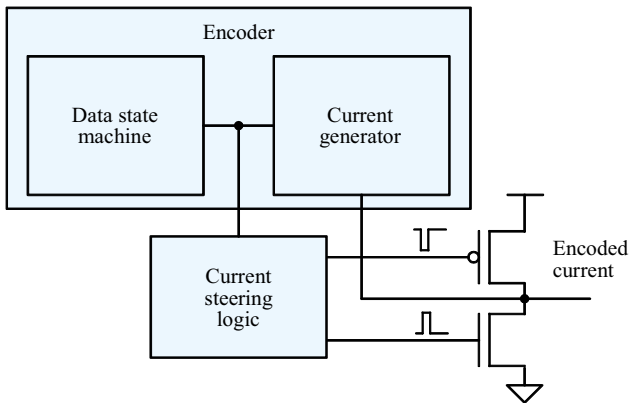 Encoder
Data state
machine
Current
generator
Current
steering
logic
Encoded
current